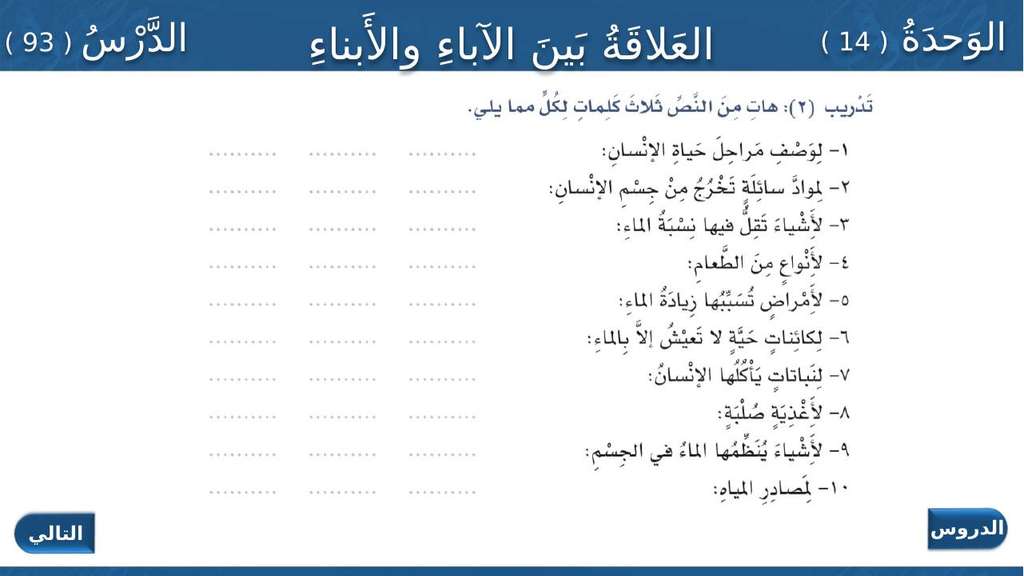 الوَحدَةُ ( 14 )
العَلاقَةُ بَينَ الآباءِ والأَبناءِ
الدَّرْسُ ( 93 )
تَدْريب (٢): هاتِ مِنَ النَّصِّ ثَلاثَ كَلِماتٍ لِكُلٍّ مما يلي.
١- لِوَصْفِ مَراحِلَ حَياةِ الإنْسانِ: .......... .......... ..........
٢- لِموادَّ سائِلَةٍ تَخْرُجُ مِنْ جِسْمِ الإنْسانِ: .......... .......... ..........
٣- لأَشْياءَ تَقِلُّ فيها نِسْبَةُ الماءِ: .......... .......... ..........
٤- لأَنْواعٍ مِنَ الطَّعامِ: .......... .......... ..........
٥- لأَمْراضٍ تُسَبِّبُها زِيادَةُ الماءِ: .......... .......... ..........
٦- لِكائِناتٍ حَيَّةٍ لا تَعيْشُ إلاَّ بِالماءِ: .......... .......... ..........
٧- لِنَباتاتٍ يَأْكُلُها الإنْسانُ: .......... .......... ..........
٨- لأَغْذِيَةٍ صُلْبَةٍ: .......... .......... ..........
٩- لأَشْياءَ يُنَظِّمُها الماءُ في الجِسْمِ: .......... .......... ..........
١٠- لِمَصادِرِ المياهِ: .......... .......... ..........
الدروس
التالي